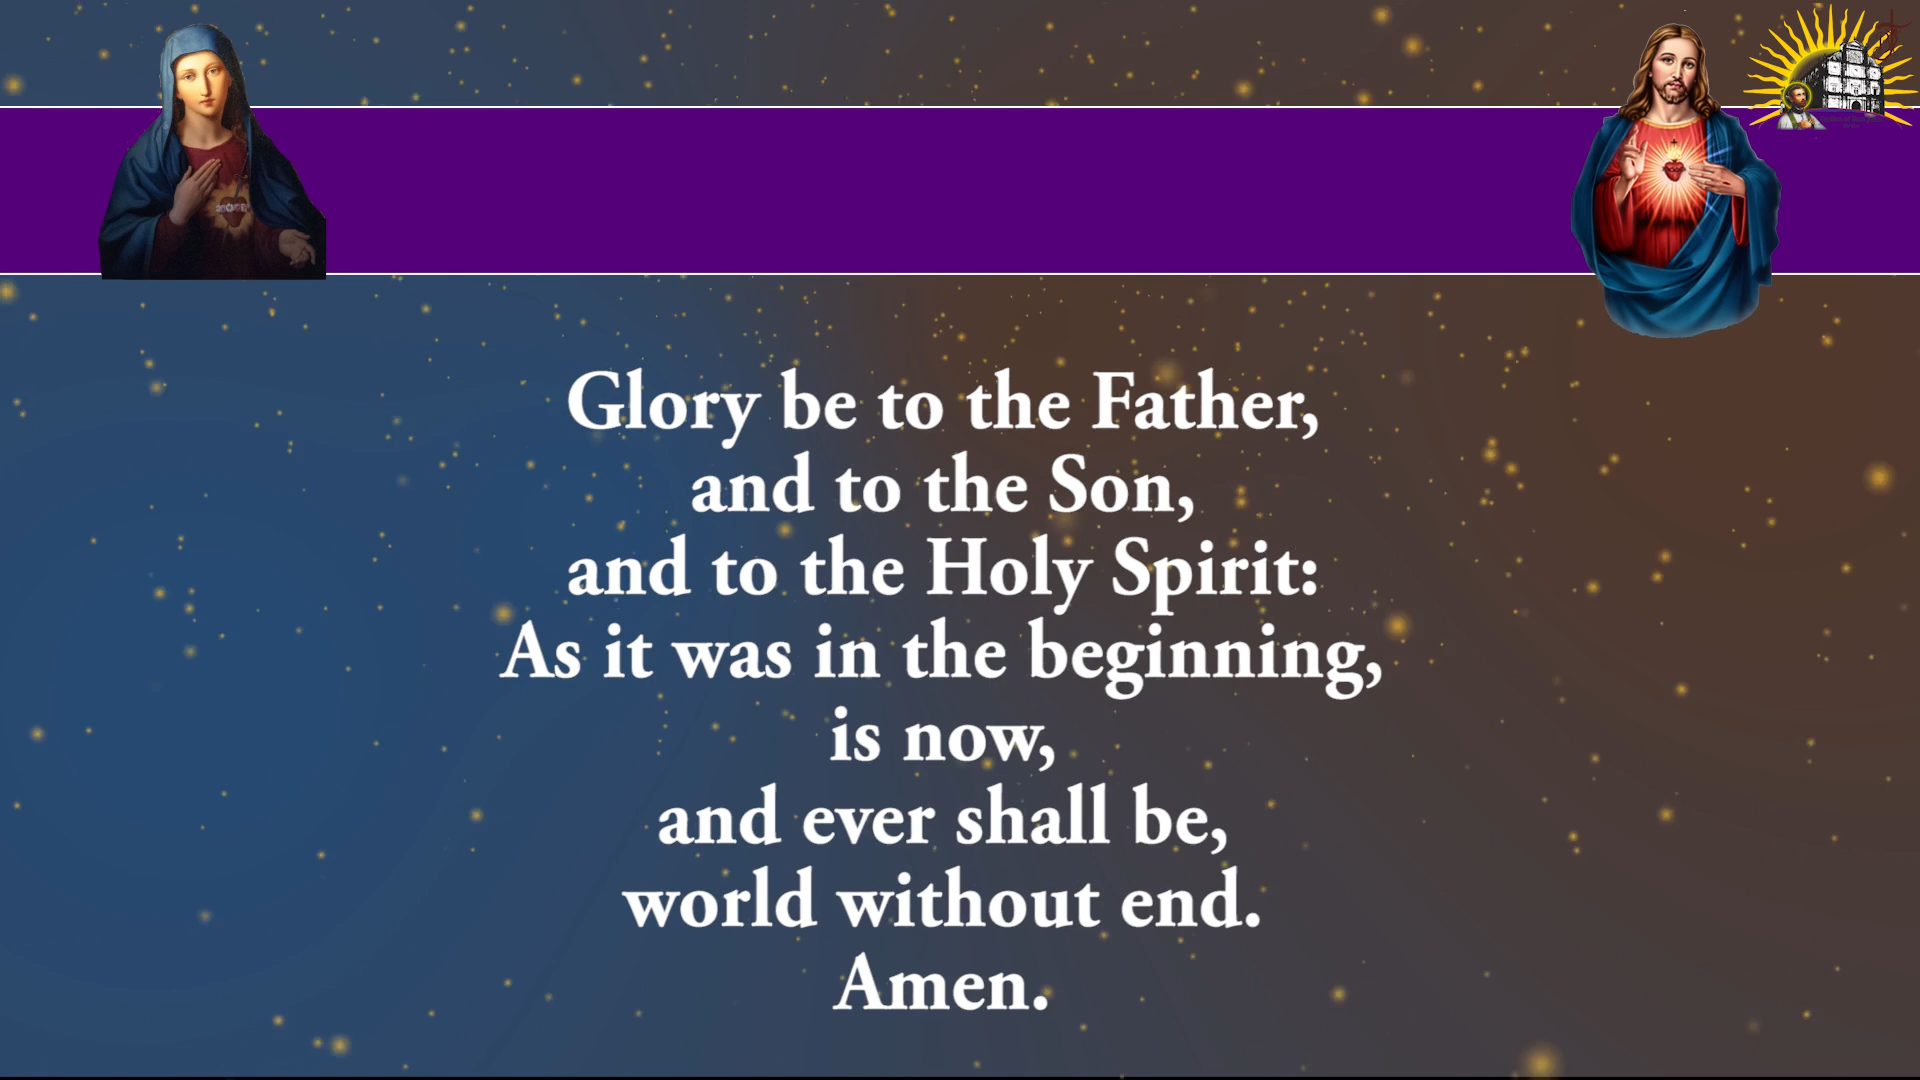 Glory be to the Father,
and to the Son,
and to the Holy Spirit:
As it was in the beginning,
is now,
and ever shall be,
world without end.
Amen.